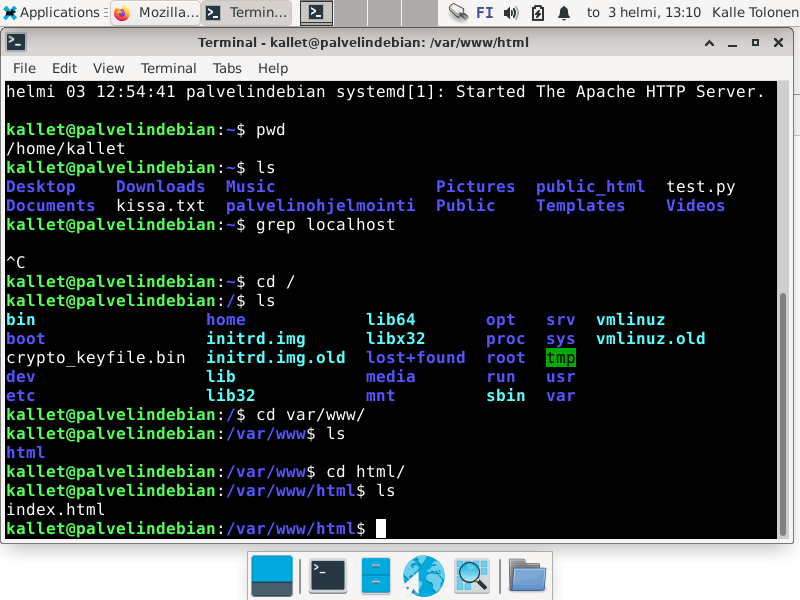 Applications Mozilla... Termin... FI to 3 helmi, 13:10 Kalle Tolonen
Terminal - kallet@palvelindebian: /var/www/html
File Edit View Terminal Tabs Help
helmi 03 12:54:41 palvelindebian systemd[1]: Started The Apache HTTP Server.
kallet@palvelindebian:~$ pwd
/home/kallet
kallet@palvelindebian:~$ ls
Desktop Downloads Music Pictures public_html test.py
Documents kissa.txt palvelinohjelmointi Public Templates Videos
kallet@palvelindebian:~$ grep localhost
^C
kallet@palvelindebian:~$ cd /
kallet@palvelindebian:/$ ls
bin home lib64 opt srv vmlinuz
boot initrd.img libx32 proc sys vmlinuz.old
crypto_keyfile.bin initrd.img.old lost+found root tmp
dev lib media run usr
etc lib32 mnt sbin var
kallet@palvelindebian:/$ cd var/www/
kallet@palvelindebian:/var/www$ ls
html
kallet@palvelindebian:/var/www$ cd html/
kallet@palvelindebian:/var/www/html$ ls
index.html
kallet@palvelindebian:/var/www/html$